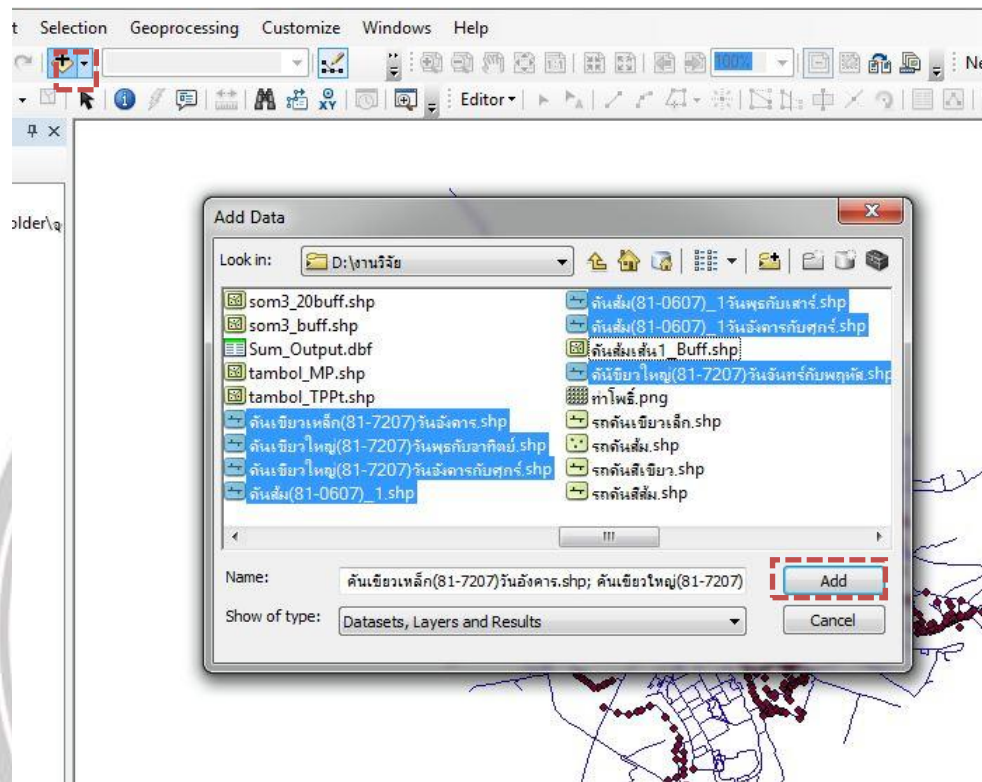 t Selection Geoprocessing Customize Windows Help
100% Ne
Editor
older\จ
Add Data
Look in: D:\งานวิจัย
som3_20buff.shp
som3_buff.shp
Sum_Output.dbf
tambol_MP.shp
tambol_TPPt.shp
คันเขียวเหล็ก(81-7207)วันอังคาร.shp
คันเขียวใหญ่(81-7207)วันพุธกับอาทิตย์.shp
คันเขียวใหญ่(81-7207)วันอังคารกับศุกร์.shp
คันส้ม(81-0607)_1.shp
คันส้ม(81-0607)_1วันพุธกับเสาร์.shp
คันส้ม(81-0607)_1วันอังคารกับศุกร์.shp
คันส้มเส้น1_Buff.shp
คันขียวใหญ่(81-7207)วันจันทร์กับพฤหัส.shp
ท่าโพธิ์.png
รถคันเขียวเล็ก.shp
รถคันส้ม.shp
รถคันสีเขียว.shp
รถคันสีส้ม.shp
Name: คันเขียวเหล็ก(81-7207)วันอังคาร.shp; คันเขียวใหญ่(81-7207) Add
Show of type: Datasets, Layers and Results Cancel